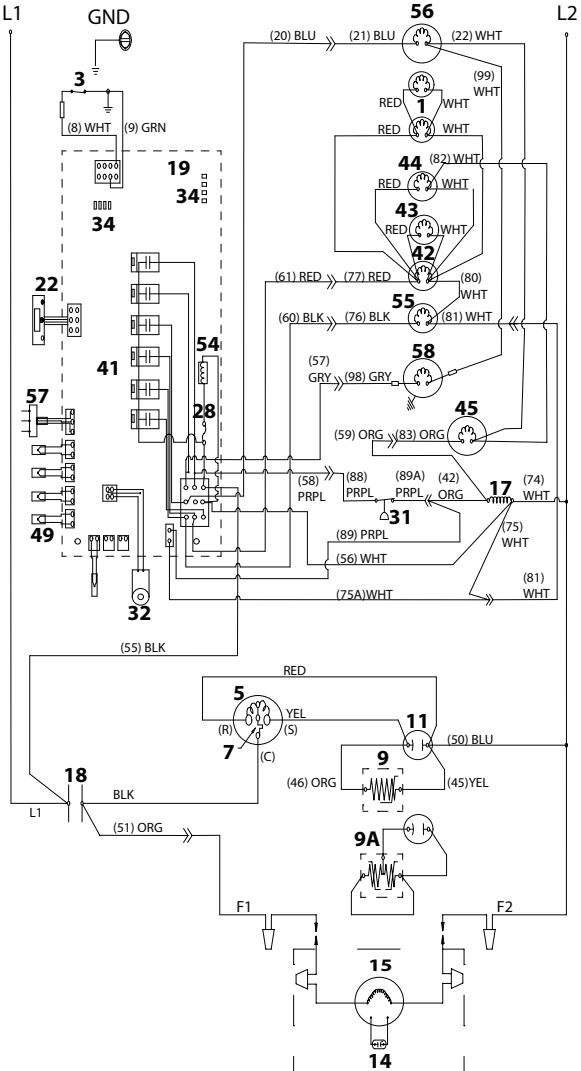 L1
GND
56
L2
(20) BLU
(21) BLU
(22) WHT
(99)
WHT
3
RED
1
WHT
(8) WHT
(9) GRN
RED
WHT
19
34
34
44
(82) WHT
RED
WHT
43
RED
WHT
42
22
(61) RED
(77) RED
(80)
WHT
55
(60) BLK
(76) BLK
(81) WHT
41
54
(57)
GRY
(98) GRY
58
57
28
45
(59) ORG
(83) ORG
(58)
PRPL
(88)
PRPL
(89A)
PRPL
(42)
ORG
17
(74)
WHT
49
31
(89) PRPL
(75)
WHT
(56) WHT
32
(75A)WHT
(81)
WHT
(55) BLK
RED
5
YEL
11
(R)
(S)
7
(50) BLU
(C)
9
18
(46) ORG
(45)YEL
BLK
L1
(51) ORG
9A
F1
F2
15
14